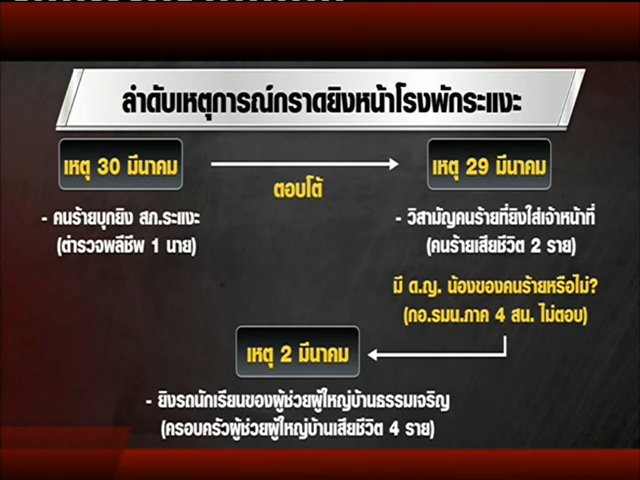 ลำดับเหตุการณ์กราดยิงหน้าโรงพักระแงะ
เหตุ 30 มีนาคม
ตอบโต้
เหตุ 29 มีนาคม
- คนร้ายบุกยิง สภ.ระแงะ
(ตำรวจพลีชีพ 1 นาย)
- วิสามัญคนร้ายที่ยิงใส่เจ้าหน้าที่
(คนร้ายเสียชีวิต 2 ราย)
มี ด.ญ. น้องของคนร้ายหรือไม่?
(กอ.รมน.ภาค 4 สน. ไม่ตอบ)
เหตุ 2 มีนาคม
- ยิงรถนักเรียนของผู้ช่วยผู้ใหญ่บ้านธรรมเจริญ
(ครอบครัวผู้ช่วยผู้ใหญ่บ้านเสียชีวิต 4 ราย)